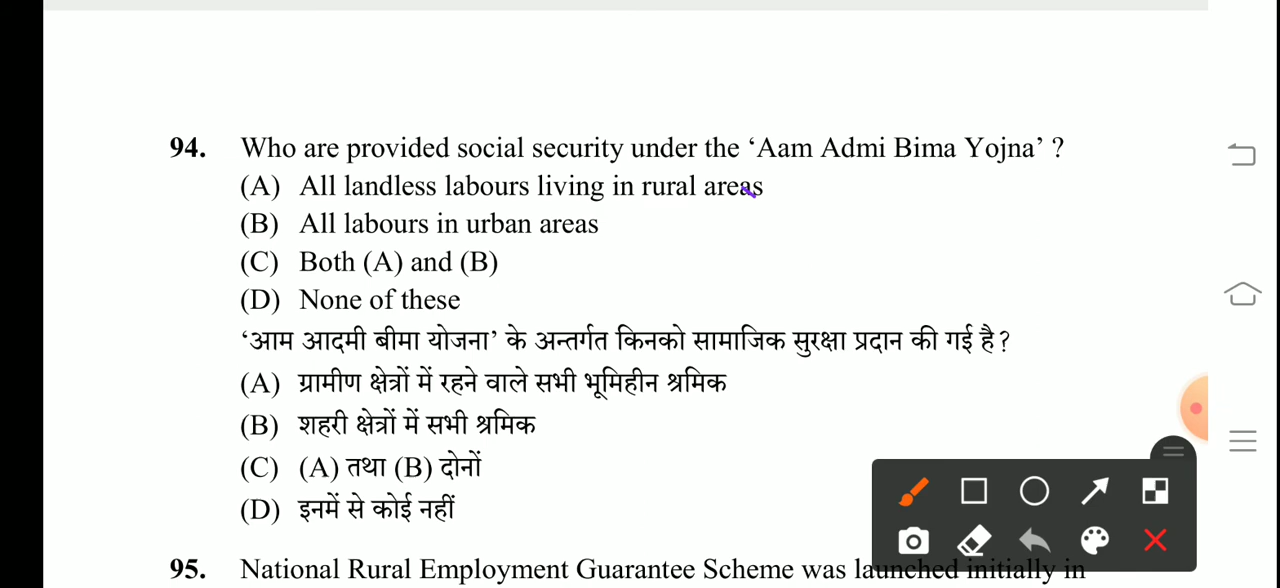 94. Who are provided social security under the ‘Aam Admi Bima Yojna’ ?
(A) All landless labours living in rural areas
(B) All labours in urban areas
(C) Both (A) and (B)
(D) None of these
‘आम आदमी बीमा योजना’ के अन्तर्गत किनको सामाजिक सुरक्षा प्रदान की गई है?
(A) ग्रामीण क्षेत्रों में रहने वाले सभी भूमिहीन श्रमिक
(B) शहरी क्षेत्रों में सभी श्रमिक
(C) (A) तथा (B) दोनों
(D) इनमें से कोई नहीं
95. National Rural Employment Guarantee Scheme was launched initially in